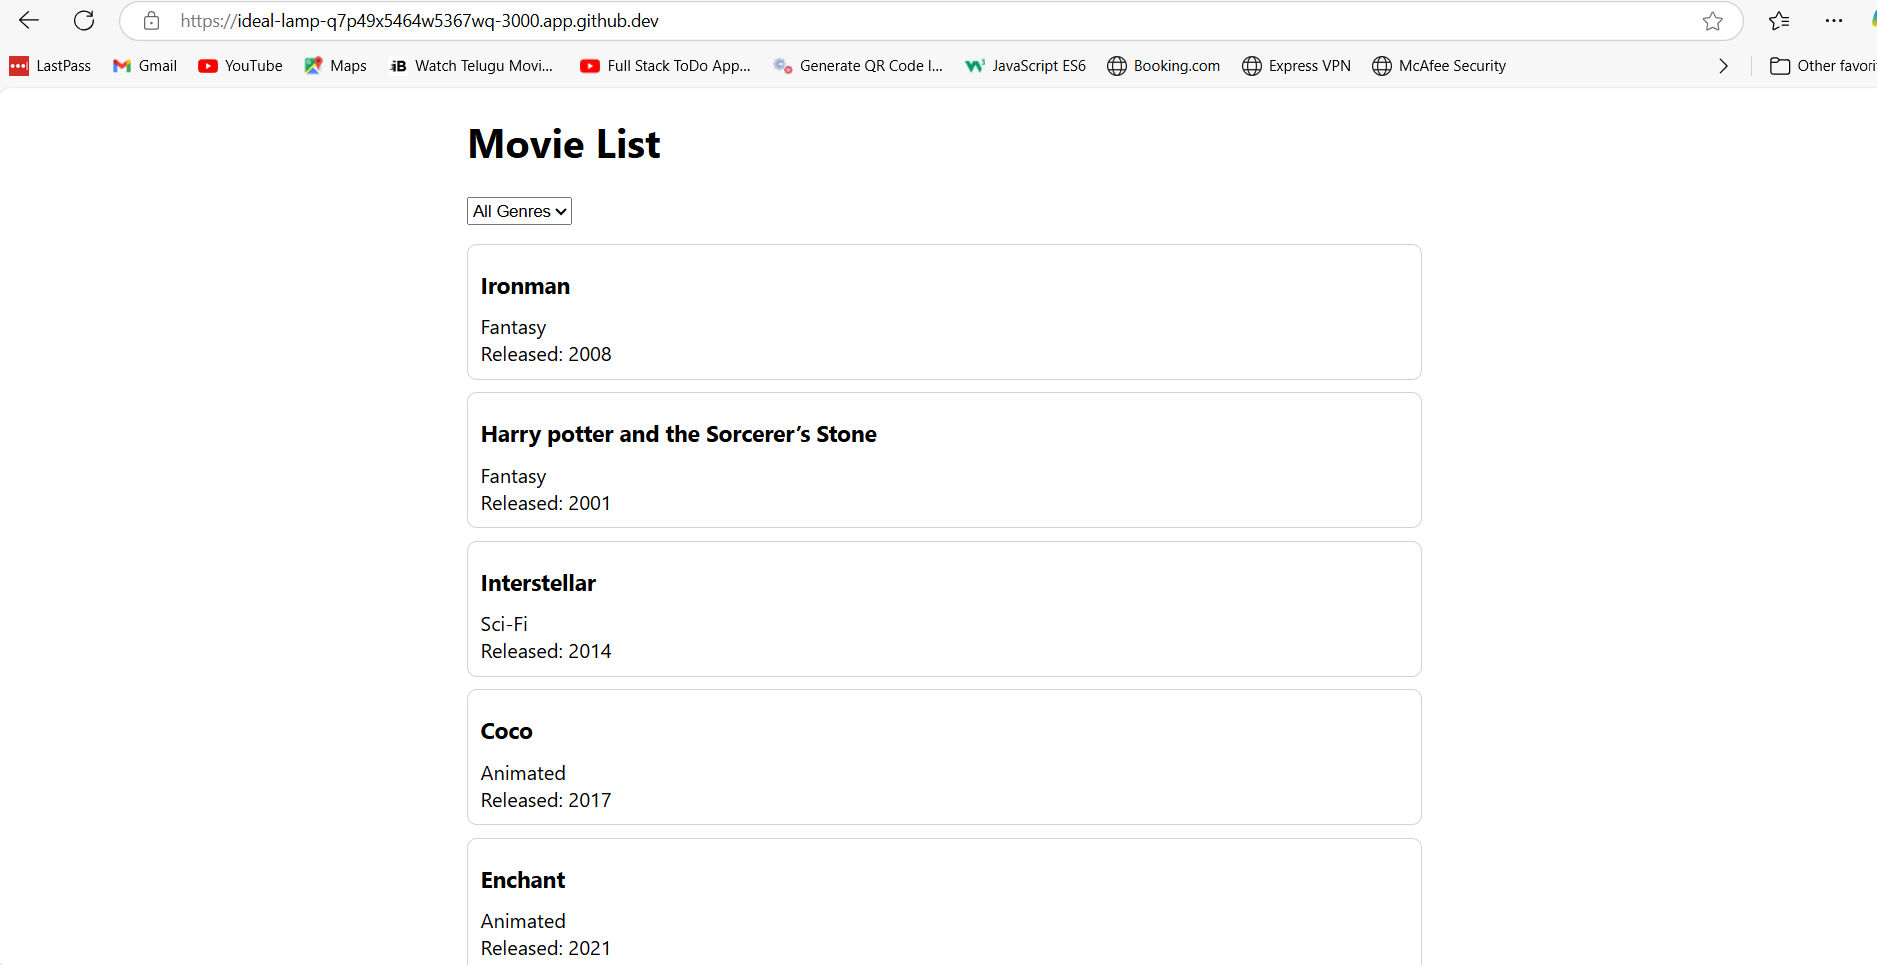 https://ideal-lamp-q7p49x5464w5367wq-3000.app.github.dev
LastPass Gmail YouTube Maps iB Watch Telugu Movi... Full Stack ToDo App... Generate QR Code I... JavaScript ES6 Booking.com Express VPN McAfee Security Other favori
Movie List
All Genres
Ironman
Fantasy
Released: 2008
Harry potter and the Sorcerer’s Stone
Fantasy
Released: 2001
Interstellar
Sci-Fi
Released: 2014
Coco
Animated
Released: 2017
Enchant
Animated
Released: 2021